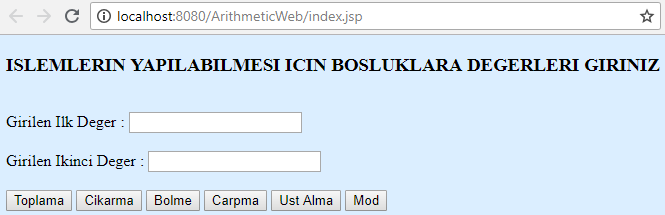 localhost:8080/ArithmeticWeb/index.jsp
ISLEMLERIN YAPILABILMESI ICIN BOSLUKLARA DEGERLERI GIRINIZ
Girilen Ilk Deger :
Girilen Ikinci Deger :
Toplama Cikarma Bolme Carpma Ust Alma Mod